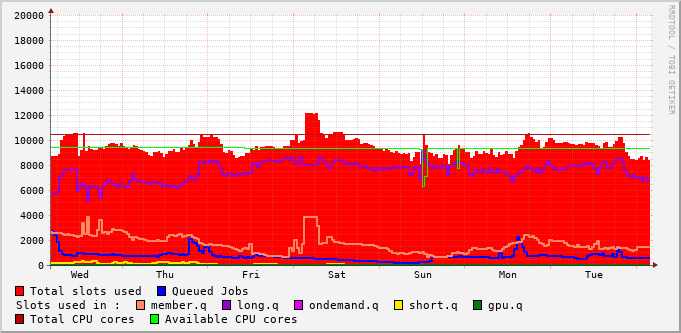 20000
18000
16000
14000
12000
10000
8000
6000
4000
2000
0
Wed Thu Fri Sat Sun Mon Tue
RRDTOOL / TOBI OETIKER
Total slots used Queued Jobs
Slots used in : member.q long.q ondemand.q short.q gpu.q
Total CPU cores Available CPU cores